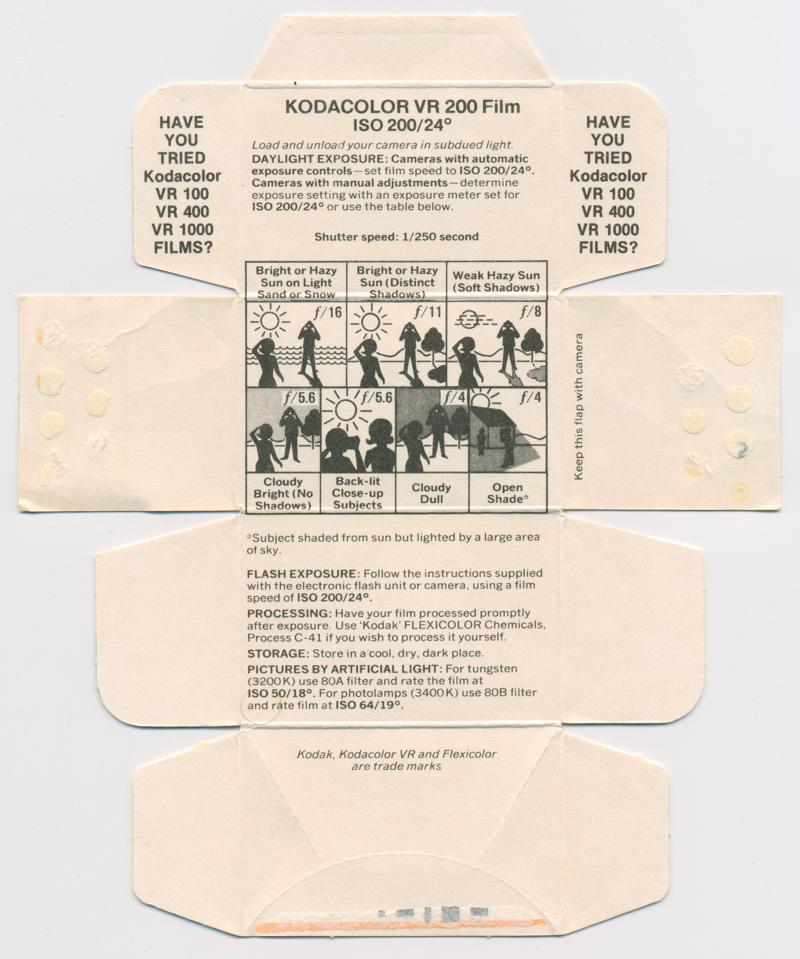 KODACOLOR VR 200 Film
ISO 200/24°
Load and unload your camera in subdued light.
DAYLIGHT EXPOSURE: Cameras with automatic
exposure controls—set film speed to ISO 200/24°.
Cameras with manual adjustments—determine
exposure setting with an exposure meter set for
ISO 200/24° or use the table below.
Shutter speed: 1/250 second
HAVE
YOU
TRIED
Kodacolor
VR 100
VR 400
VR 1000
FILMS?
HAVE
YOU
TRIED
Kodacolor
VR 100
VR 400
VR 1000
FILMS?
Bright or Hazy
Sun on Light
Sand or Snow
Bright or Hazy
Sun (Distinct
Shadows)
Weak Hazy Sun
(Soft Shadows)
f/16
f/11
f/8
f/5.6
f/5.6
f/4
f/4
Cloudy
Bright (No
Shadows)
Back-lit
Close-up
Subjects
Cloudy
Dull
Open
Shade*
Keep this flap with camera
*Subject shaded from sun but lighted by a large area
of sky.
FLASH EXPOSURE: Follow the instructions supplied
with the electronic flash unit or camera, using a film
speed of ISO 200/24°.
PROCESSING: Have your film processed promptly
after exposure. Use 'Kodak' FLEXICOLOR Chemicals,
Process C-41 if you wish to process it yourself.
STORAGE: Store in a cool, dry, dark place.
PICTURES BY ARTIFICIAL LIGHT: For tungsten
(3200 K) use 80A filter and rate the film at
ISO 50/18°. For photolamps (3400 K) use 80B filter
and rate film at ISO 64/19°.
Kodak, Kodacolor VR and Flexicolor
are trade marks